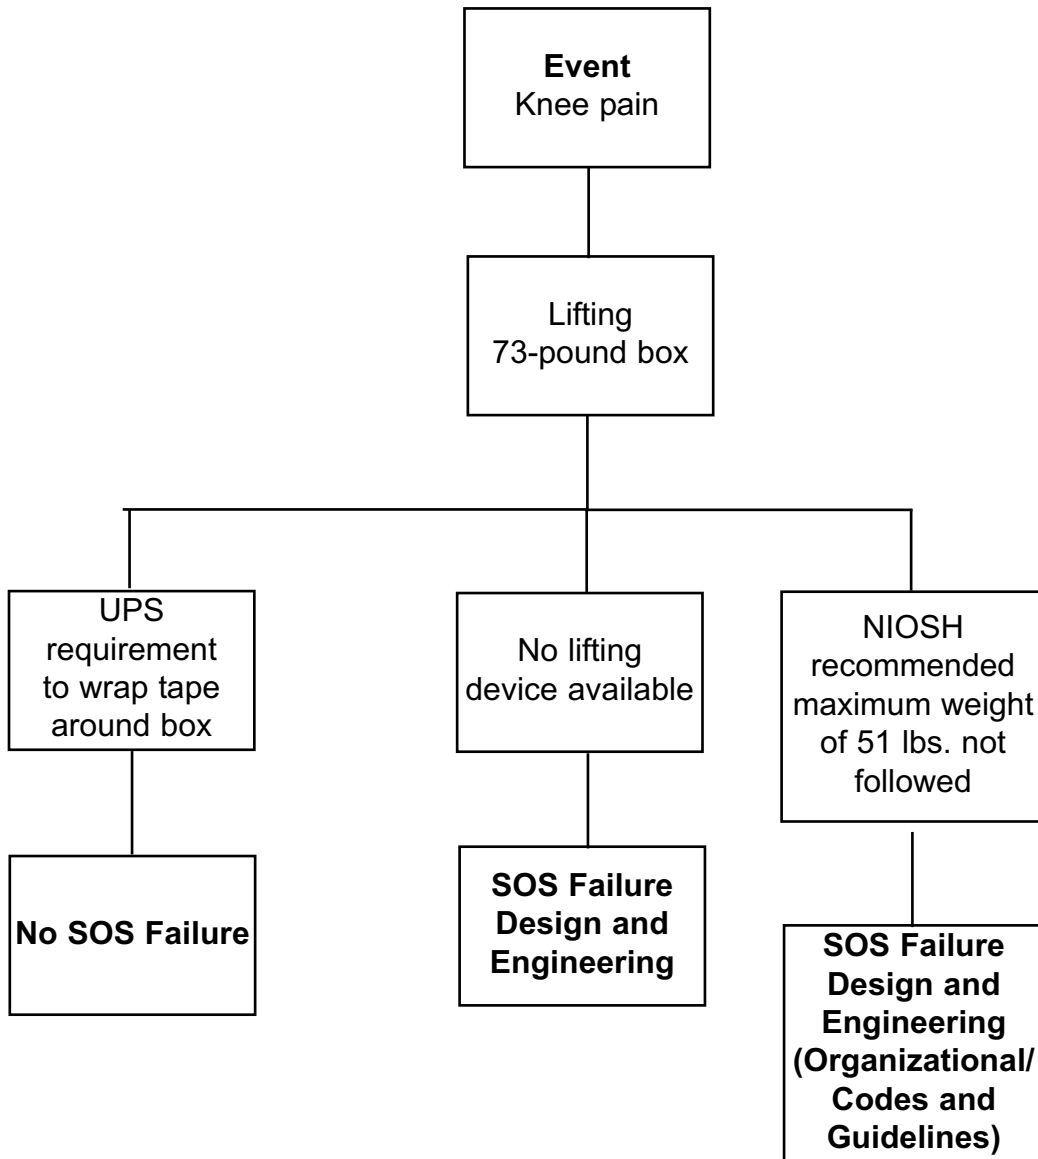 Event
Knee pain
Lifting
73-pound box
UPS
requirement
to wrap tape
around box
No lifting
device available
NIOSH
recommended
maximum weight
of 51 lbs. not
followed
No SOS Failure
SOS Failure
Design and
Engineering
SOS Failure
Design and
Engineering
(Organizational/
Codes and
Guidelines)